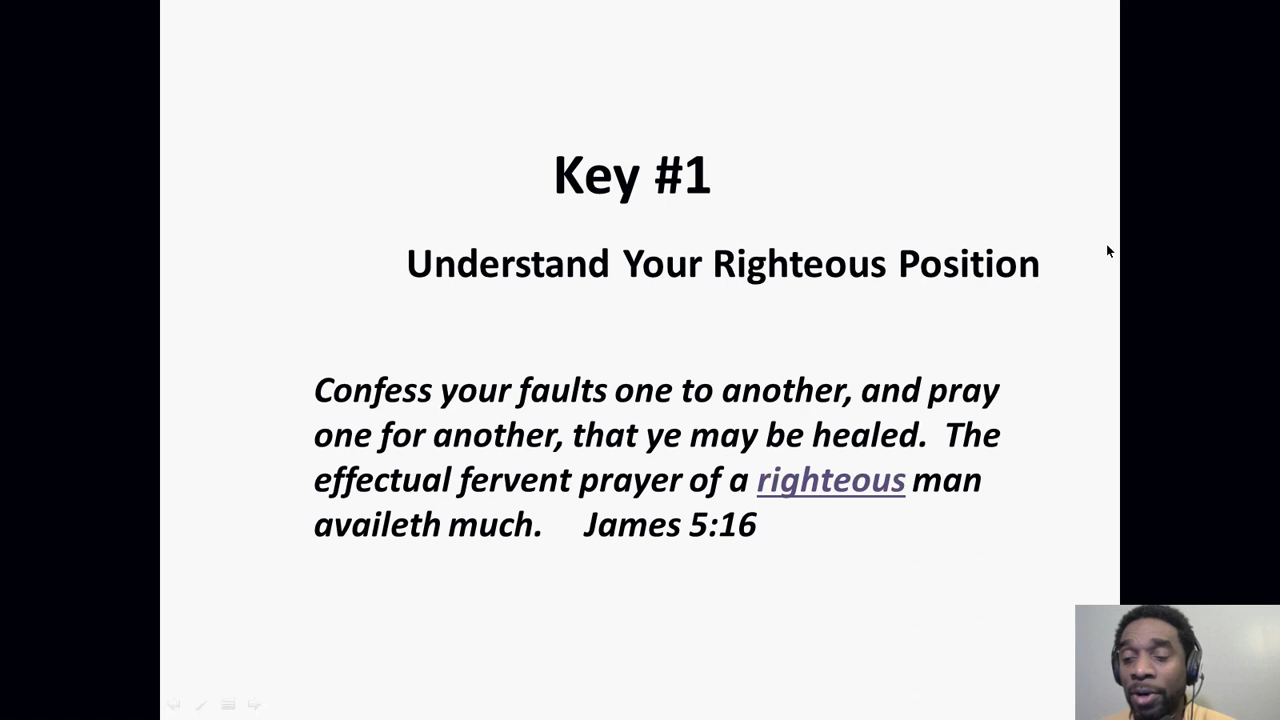 Key #1
Understand Your Righteous Position
Confess your faults one to another, and pray
one for another, that ye may be healed.  The
effectual fervent prayer of a righteous man
availeth much.    James 5:16